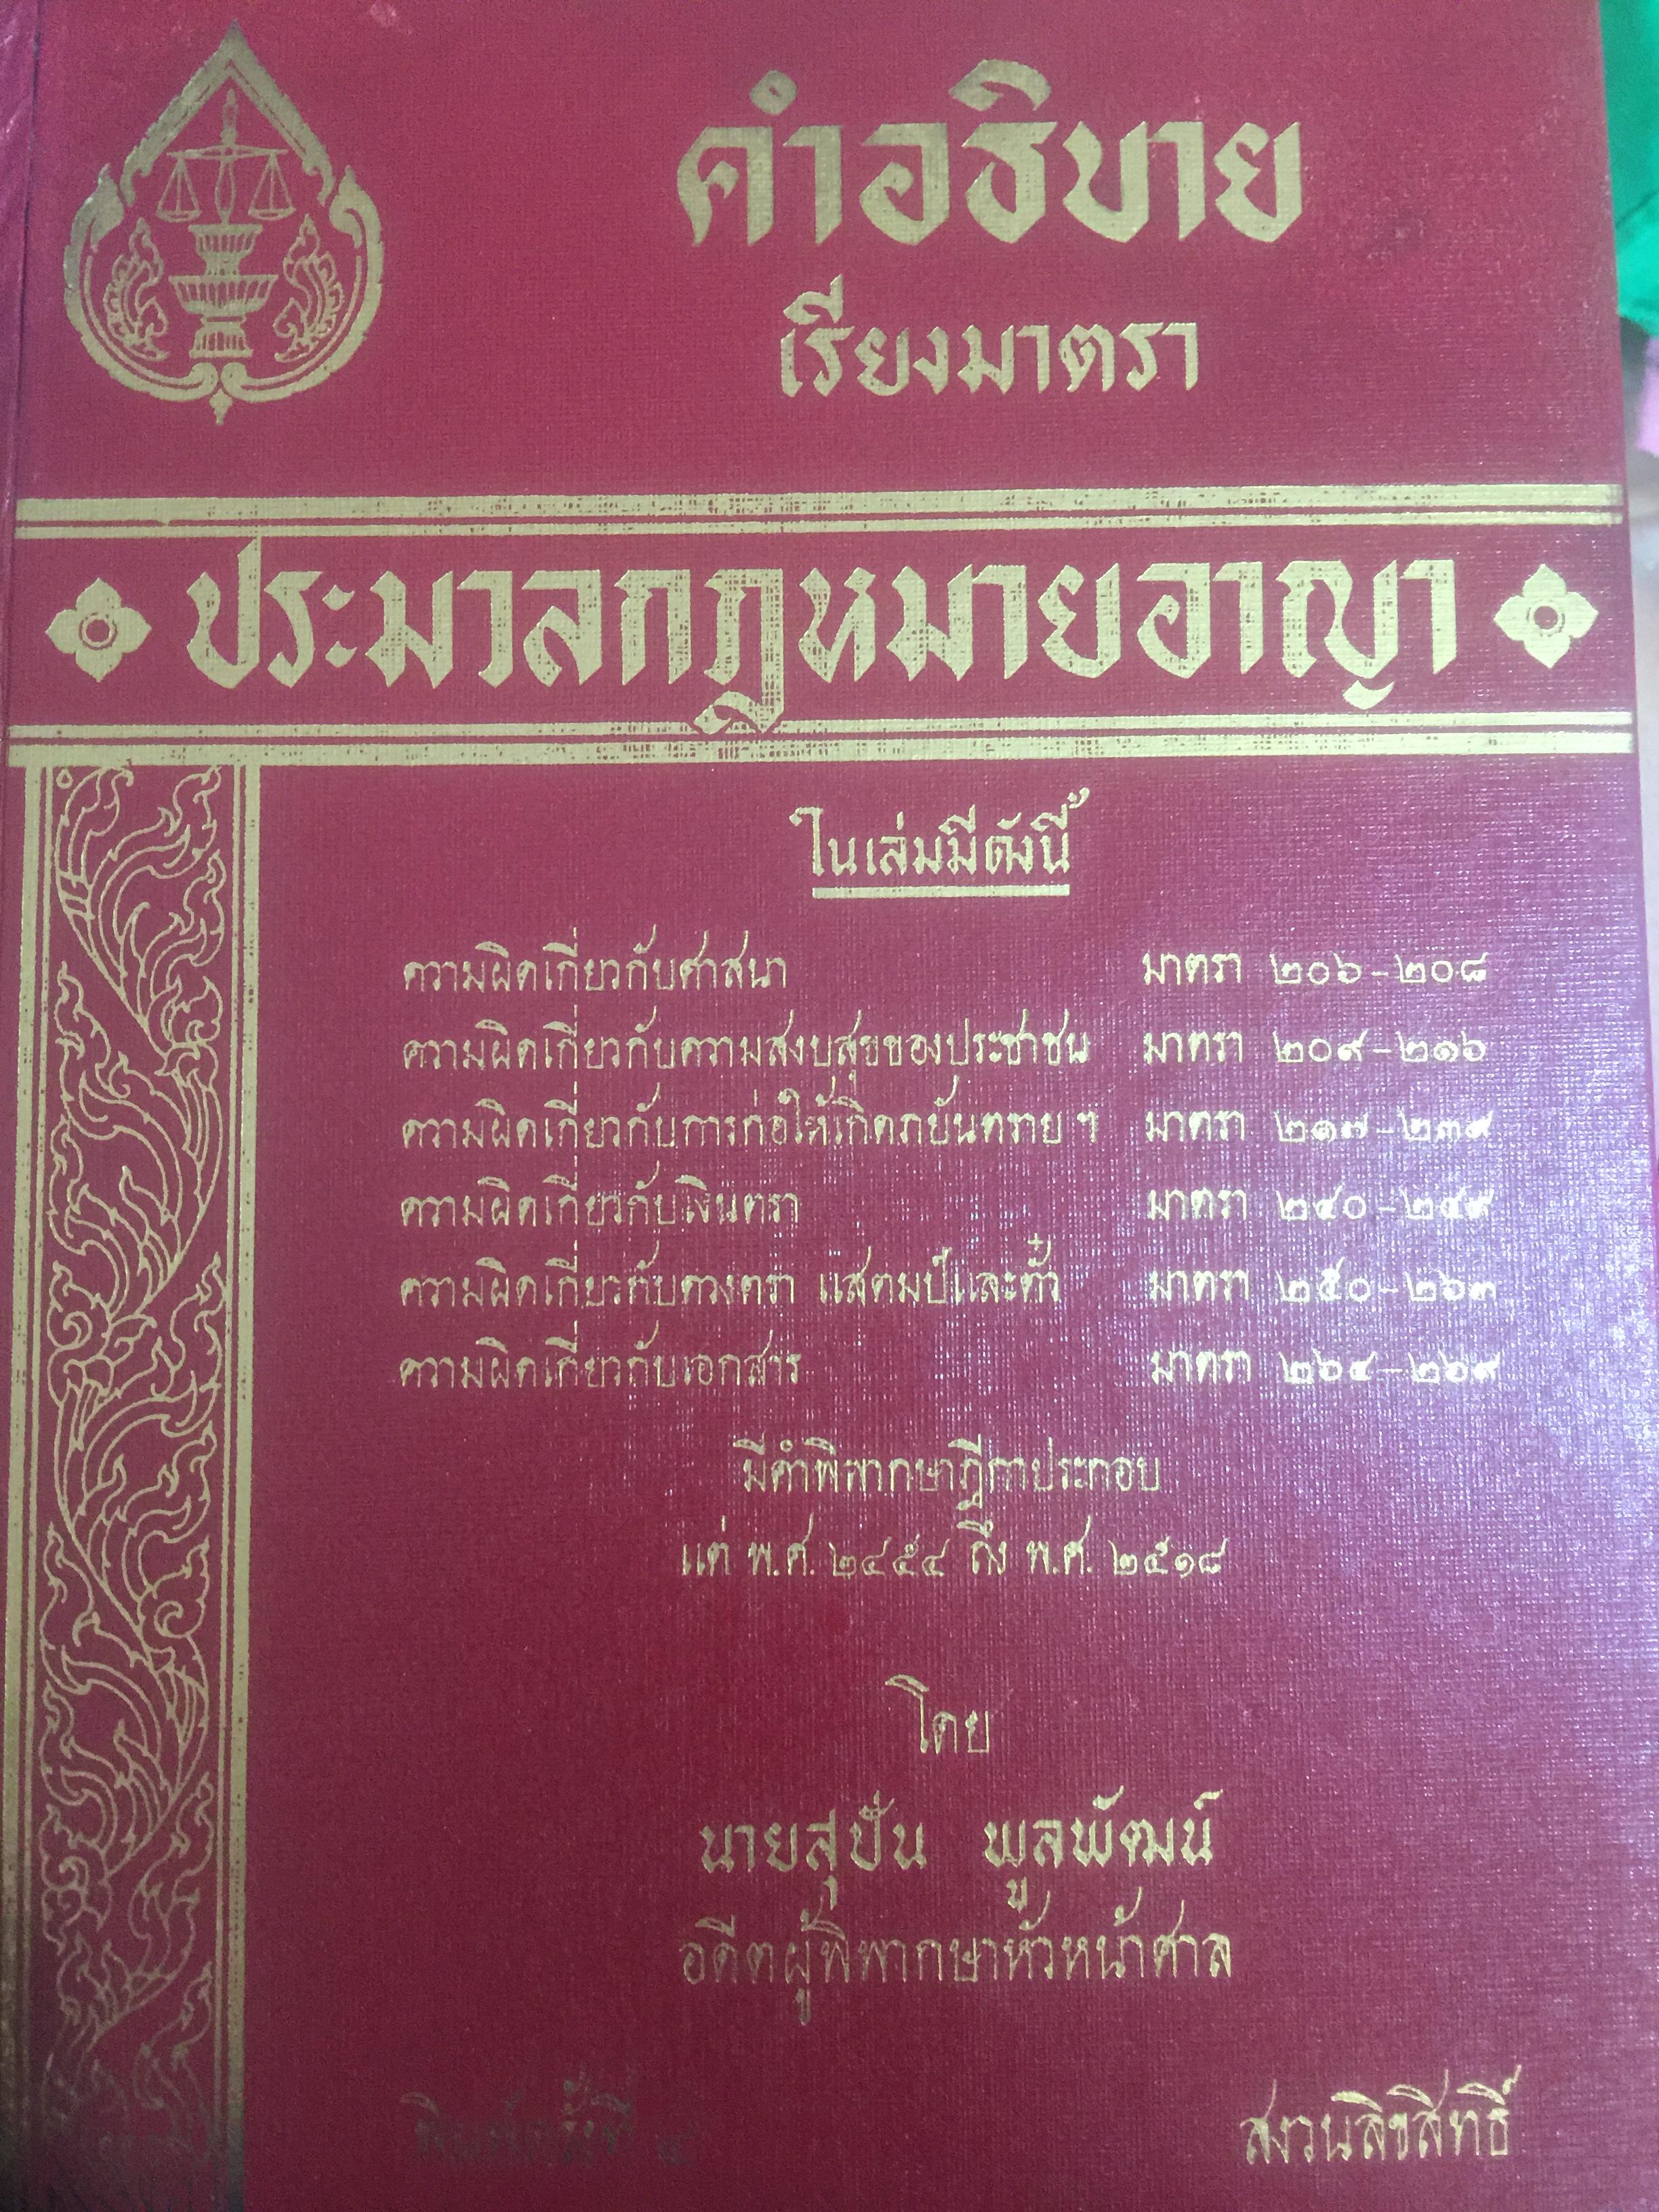 คำอธิบาย
เรียงมาตรา
ประมวลกฎหมายอาญา
ในเล่มมีดังนี้
ความผิดเกี่ยวกับศาสนา มาตรา ๒๐๖-๒๐๘
ความผิดเกี่ยวกับความสงบสุขของประชาชน มาตรา ๒๐๙-๒๑๖
ความผิดเกี่ยวกับการก่อให้เกิดภยันตราย ฯ มาตรา ๒๑๗-๒๓๙
ความผิดเกี่ยวกับเงินตรา มาตรา ๒๔๐-๒๔๙
ความผิดเกี่ยวกับดวงตรา แสตมป์และตั๋ว มาตรา ๒๕๐-๒๖๓
ความผิดเกี่ยวกับเอกสาร มาตรา ๒๖๔-๒๖๙
มีคำพิพากษาฎีกาประกอบ
แต่ พ.ศ. ๒๔๕๔ ถึง พ.ศ. ๒๕๑๘
โดย
นายสุปัน พูลพัฒน์
อดีตผู้พิพากษาหัวหน้าศาล
พิมพ์ครั้งที่ สงวนลิขสิทธิ์